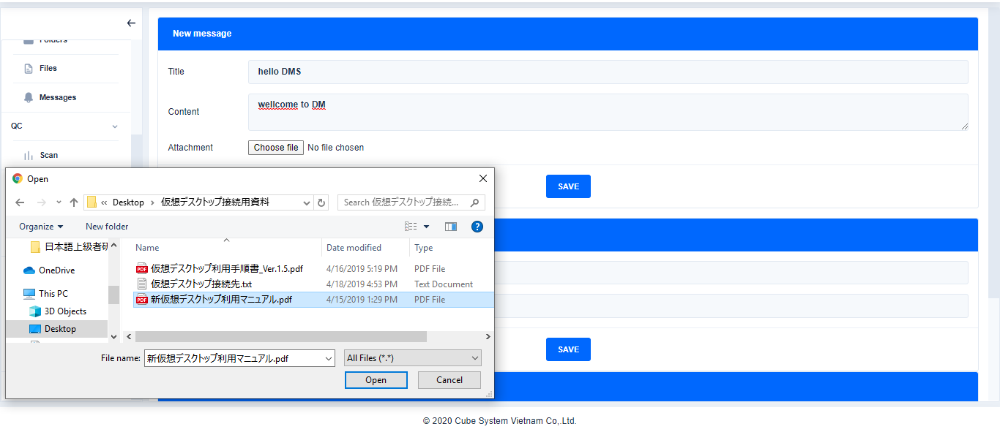 New message
Folders
Files
Messages
QC
Scan
Title
hello DMS
Content
wellcome to DM
Attachment
Choose file No file chosen
SAVE
Open
« Desktop › 仮想デスクトップ接続用資料
Search 仮想デスクトップ接続...
Organize
New folder
日本語上級者研
OneDrive
This PC
3D Objects
Desktop
Name Date modified Type
PDF 仮想デスクトップ利用手順書_Ver.1.5.pdf 4/16/2019 5:19 PM PDF File
仮想デスクトップ接続先.txt 4/18/2019 4:53 PM Text Document
PDF 新仮想デスクトップ利用マニュアル.pdf 4/15/2019 1:29 PM PDF File
File name: 新仮想デスクトップ利用マニュアル.pdf
All Files (*.*)
Open
Cancel
SAVE
© 2020 Cube System Vietnam Co,.Ltd.